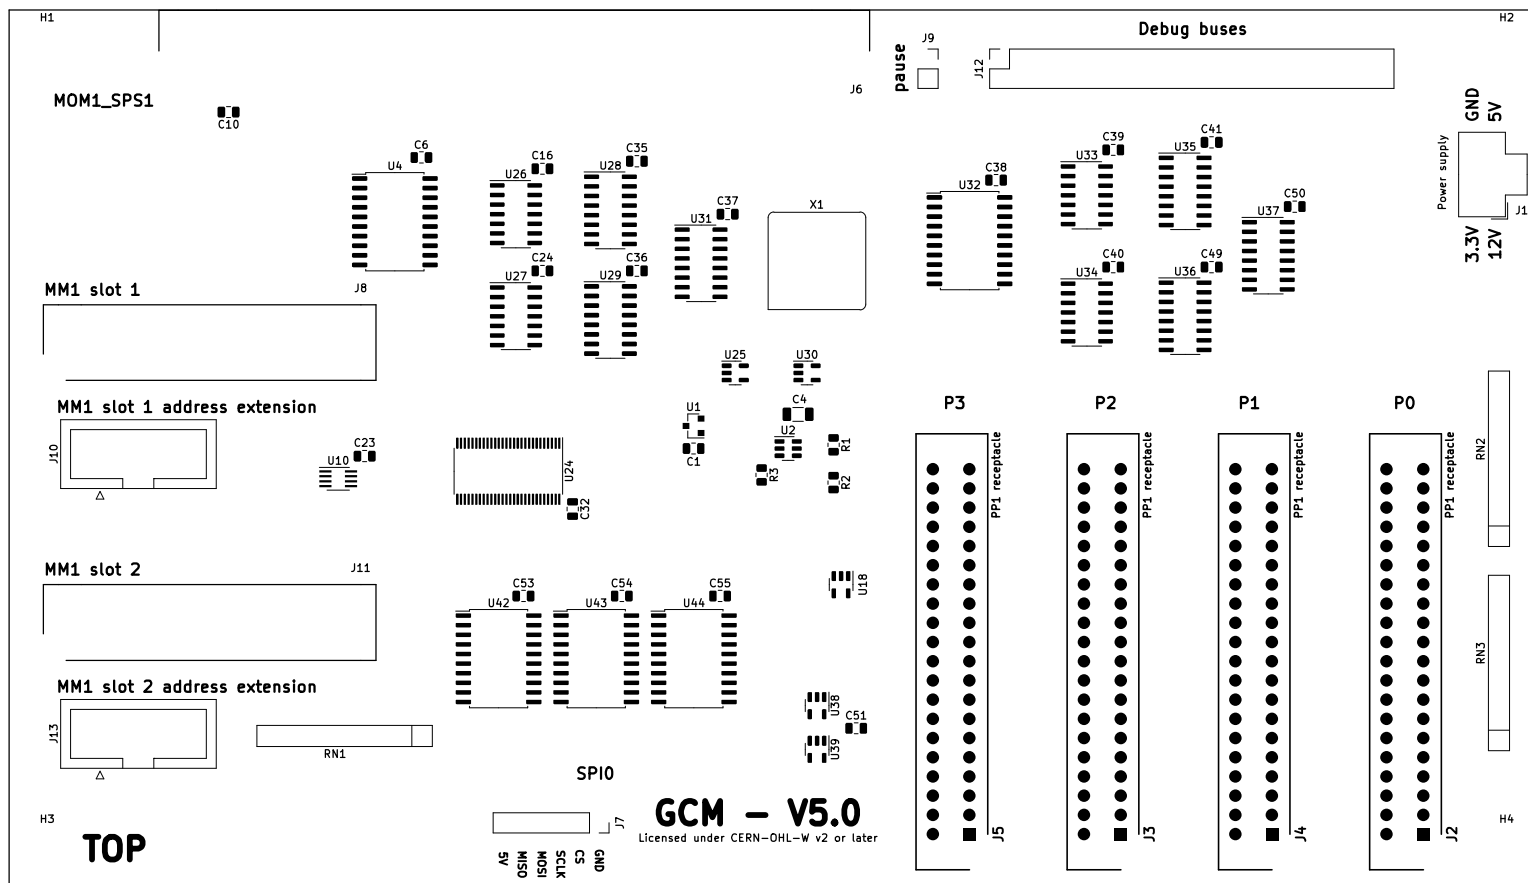 H1
H2
Debug buses
J9
pause
J12
J6
MOM1_SPS1
C10
GND
5V
Power supply
J1
3.3V
12V
C6
U4
C16
U26
C35
U28
C37
U31
X1
C38
U32
C39
U33
C41
U35
C50
U37
C24
U27
C36
U29
C40
U34
C49
U36
MM1 slot 1
J8
U25
U30
MM1 slot 1 address extension
J10
C23
U10
U24
C32
U1
C1
C4
U2
R3
R1
R2
P3
P2
P1
P0
PP1 receptacle
PP1 receptacle
PP1 receptacle
PP1 receptacle
RN2
RN3
MM1 slot 2
J11
C53
U42
C54
U43
C55
U44
U18
MM1 slot 2 address extension
J13
RN1
U38
C51
U39
SPI0
J7
5V
MISO
MOSI
SCLK
CS
GND
GCM - V5.0
Licensed under CERN-OHL-W v2 or later
J5
J3
J4
J2
H3
H4
TOP